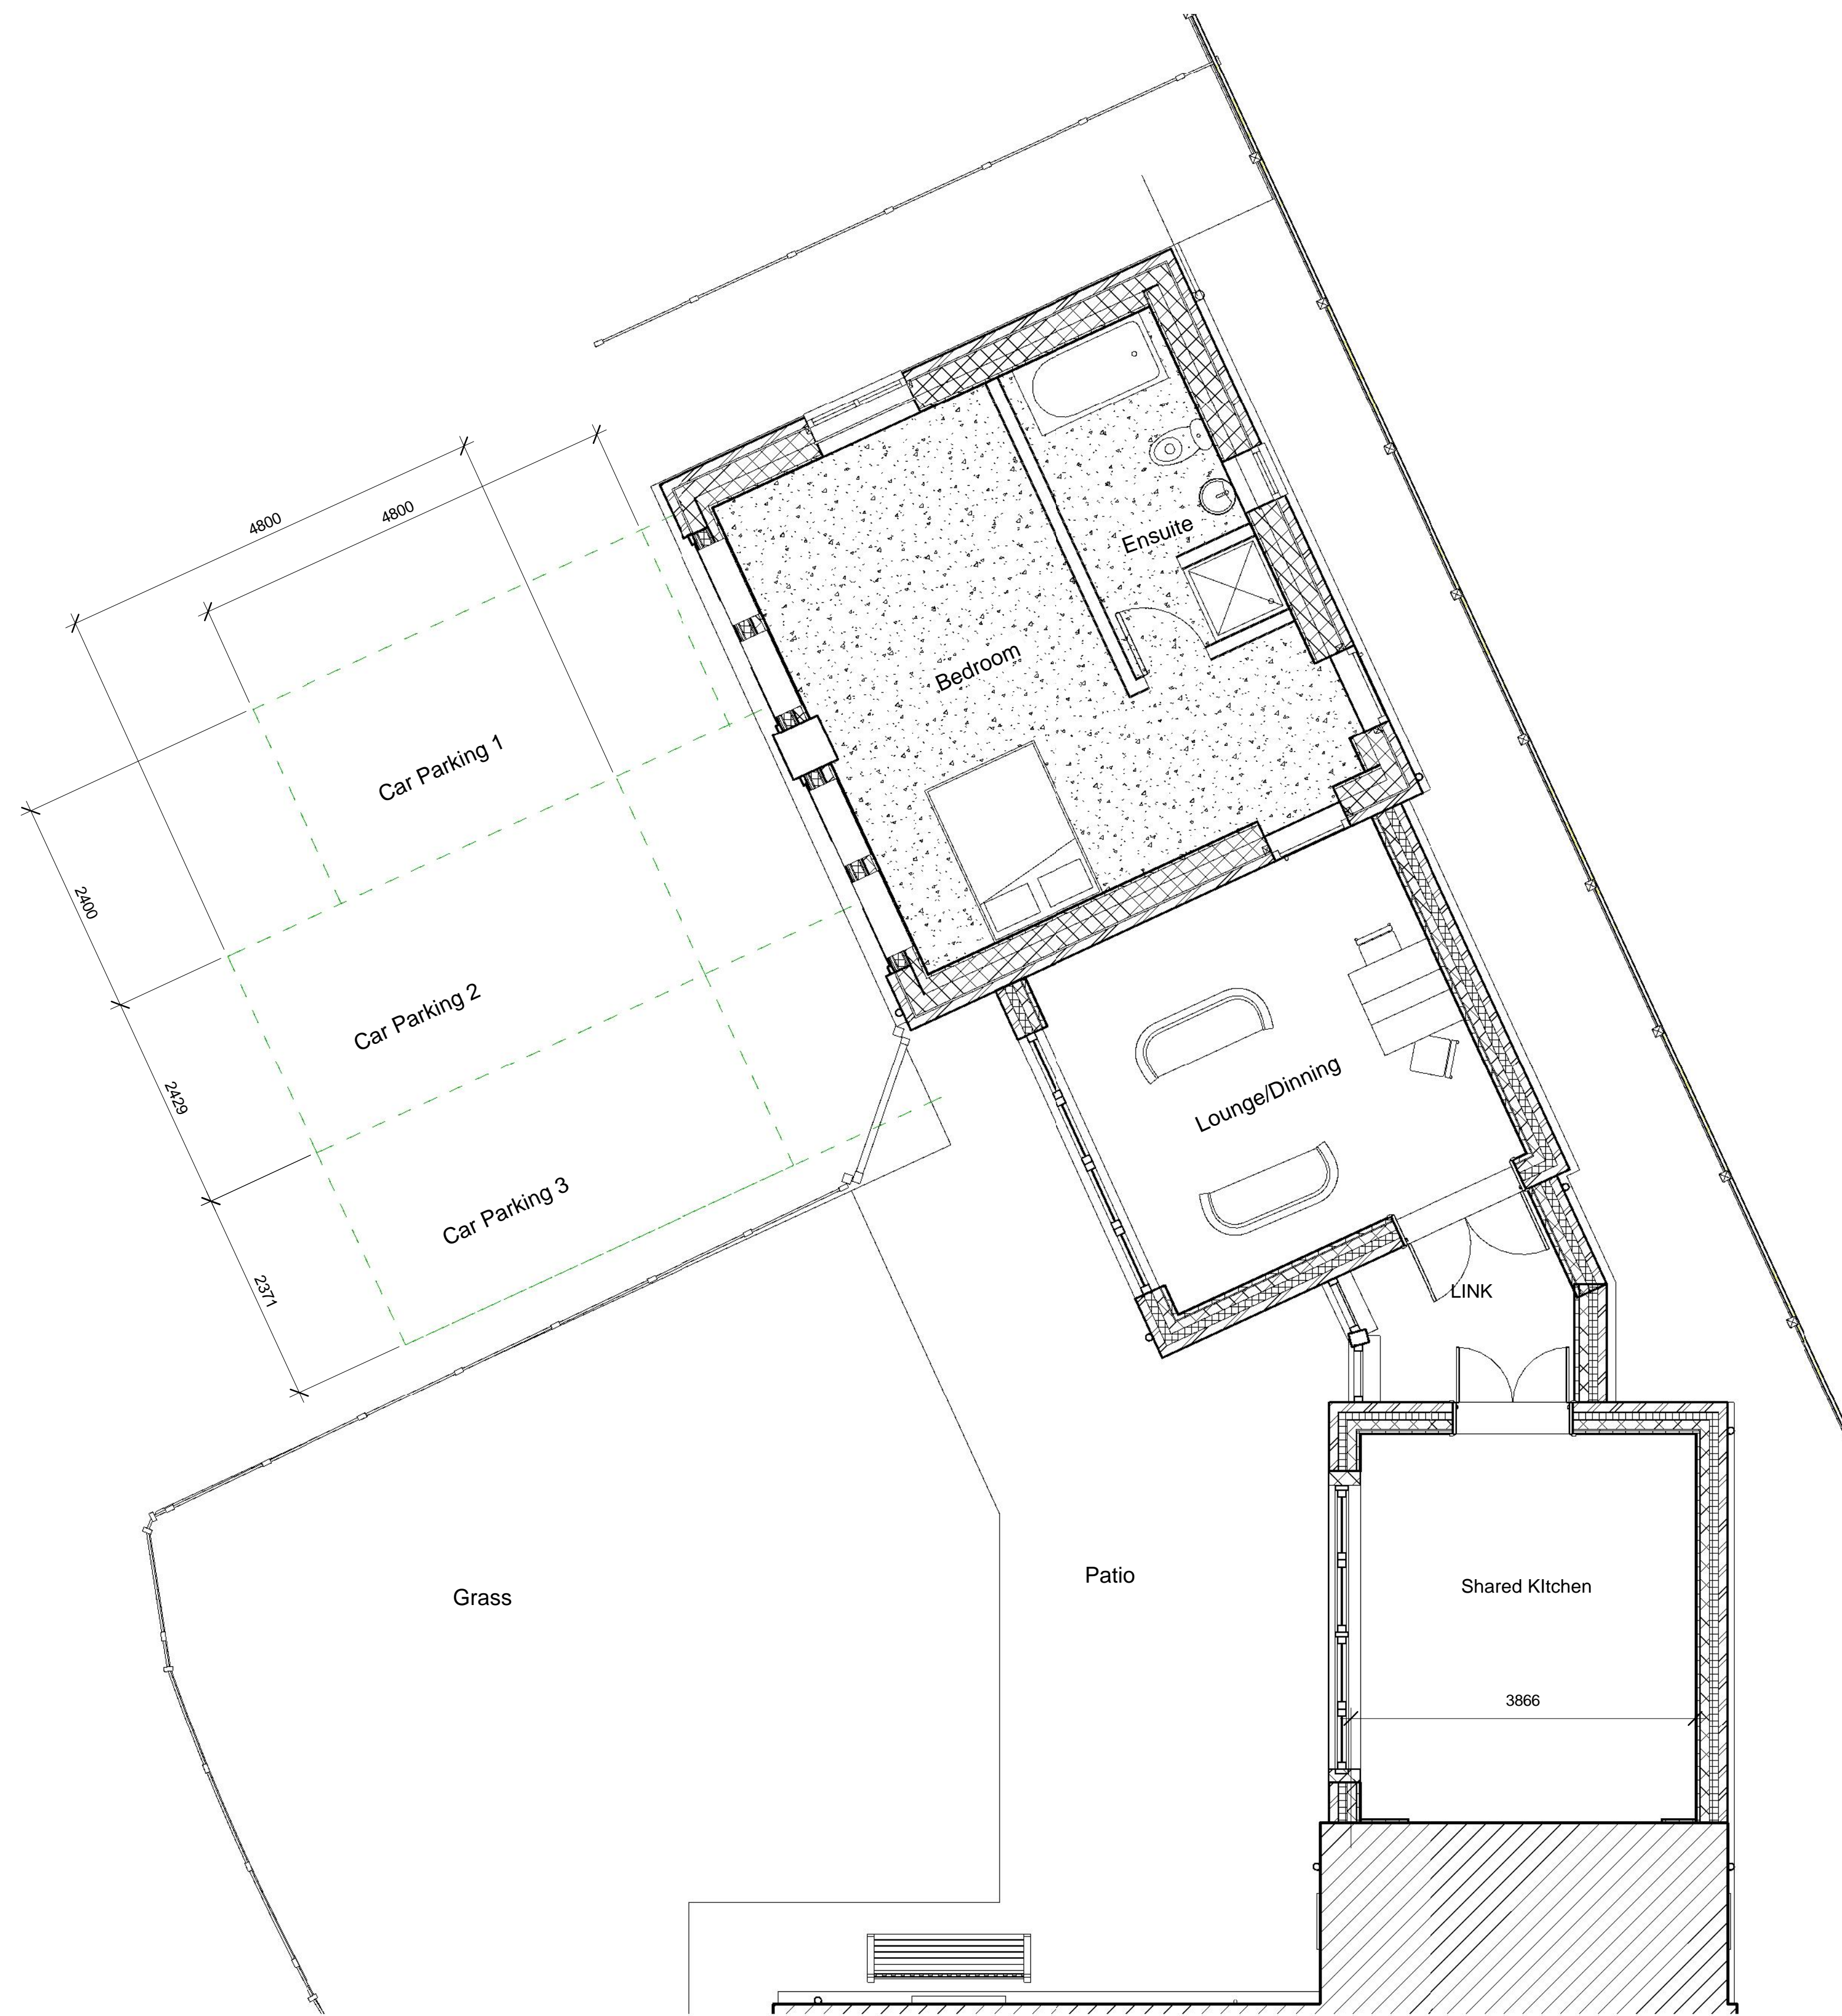 4800
4800
Ensuite
Bedroom
Car Parking 1
2400
Car Parking 2
Lounge/Dinning
2429
Car Parking 3
LINK
2371
Patio
Shared KItchen
Grass
3866